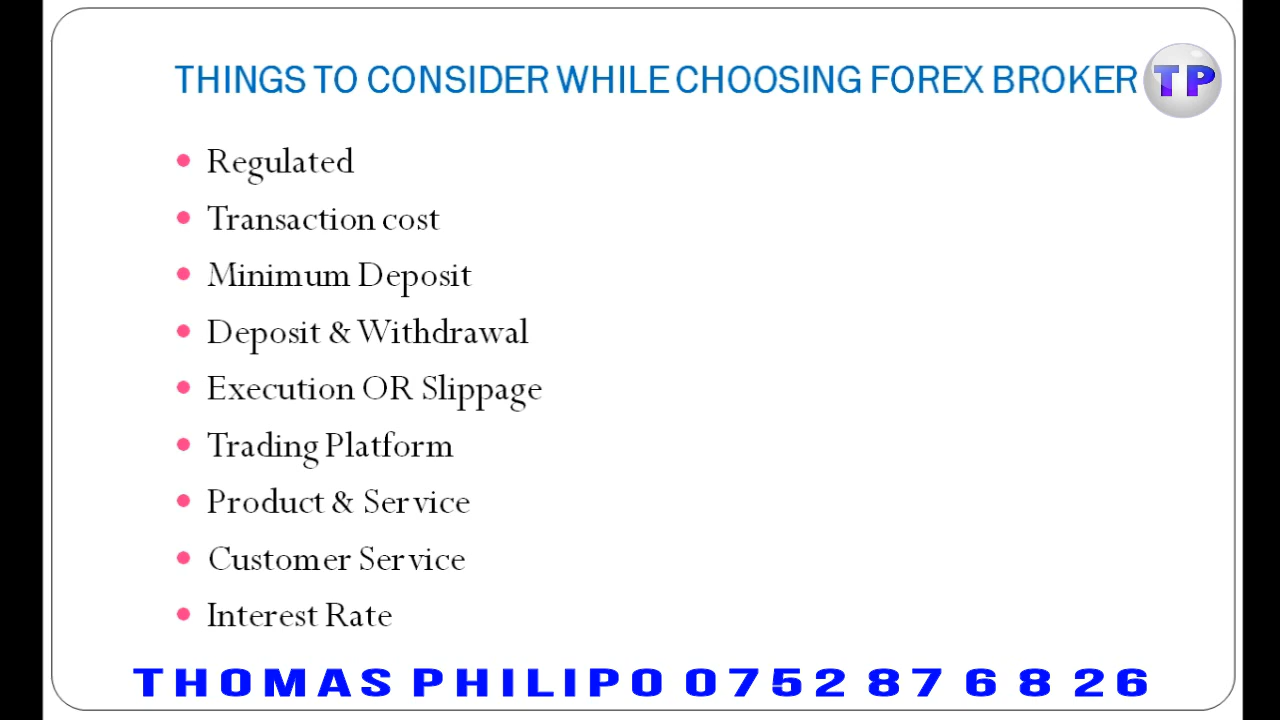 THINGS TO CONSIDER WHILE CHOOSING FOREX BROKER
TP
Regulated
Transaction cost
Minimum Deposit
Deposit & Withdrawal
Execution OR Slippage
Trading Platform
Product & Service
Customer Service
Interest Rate
THOMAS PHILIPO 0752 87 6 8 26